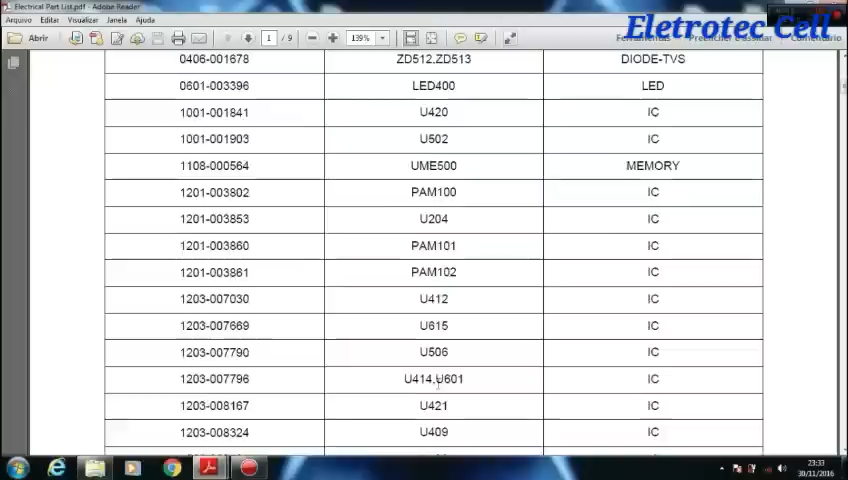 Electrical Part List.pdf - Adobe Reader
Eletrotec Cell
Arquivo Editar Visualizar Janela Ajuda
Abrir 1 / 9 139% Ferramentas Preencher e assinar Comentário
0406-001678 ZD512,ZD513 DIODE-TVS
0601-003396 LED400 LED
1001-001841 U420 IC
1001-001903 U502 IC
1108-000564 UME500 MEMORY
1201-003802 PAM100 IC
1201-003853 U204 IC
1201-003860 PAM101 IC
1201-003861 PAM102 IC
1203-007030 U412 IC
1203-007669 U615 IC
1203-007790 U506 IC
1203-007796 U414,U601 IC
1203-008167 U421 IC
1203-008324 U409 IC
23:33
30/11/2016